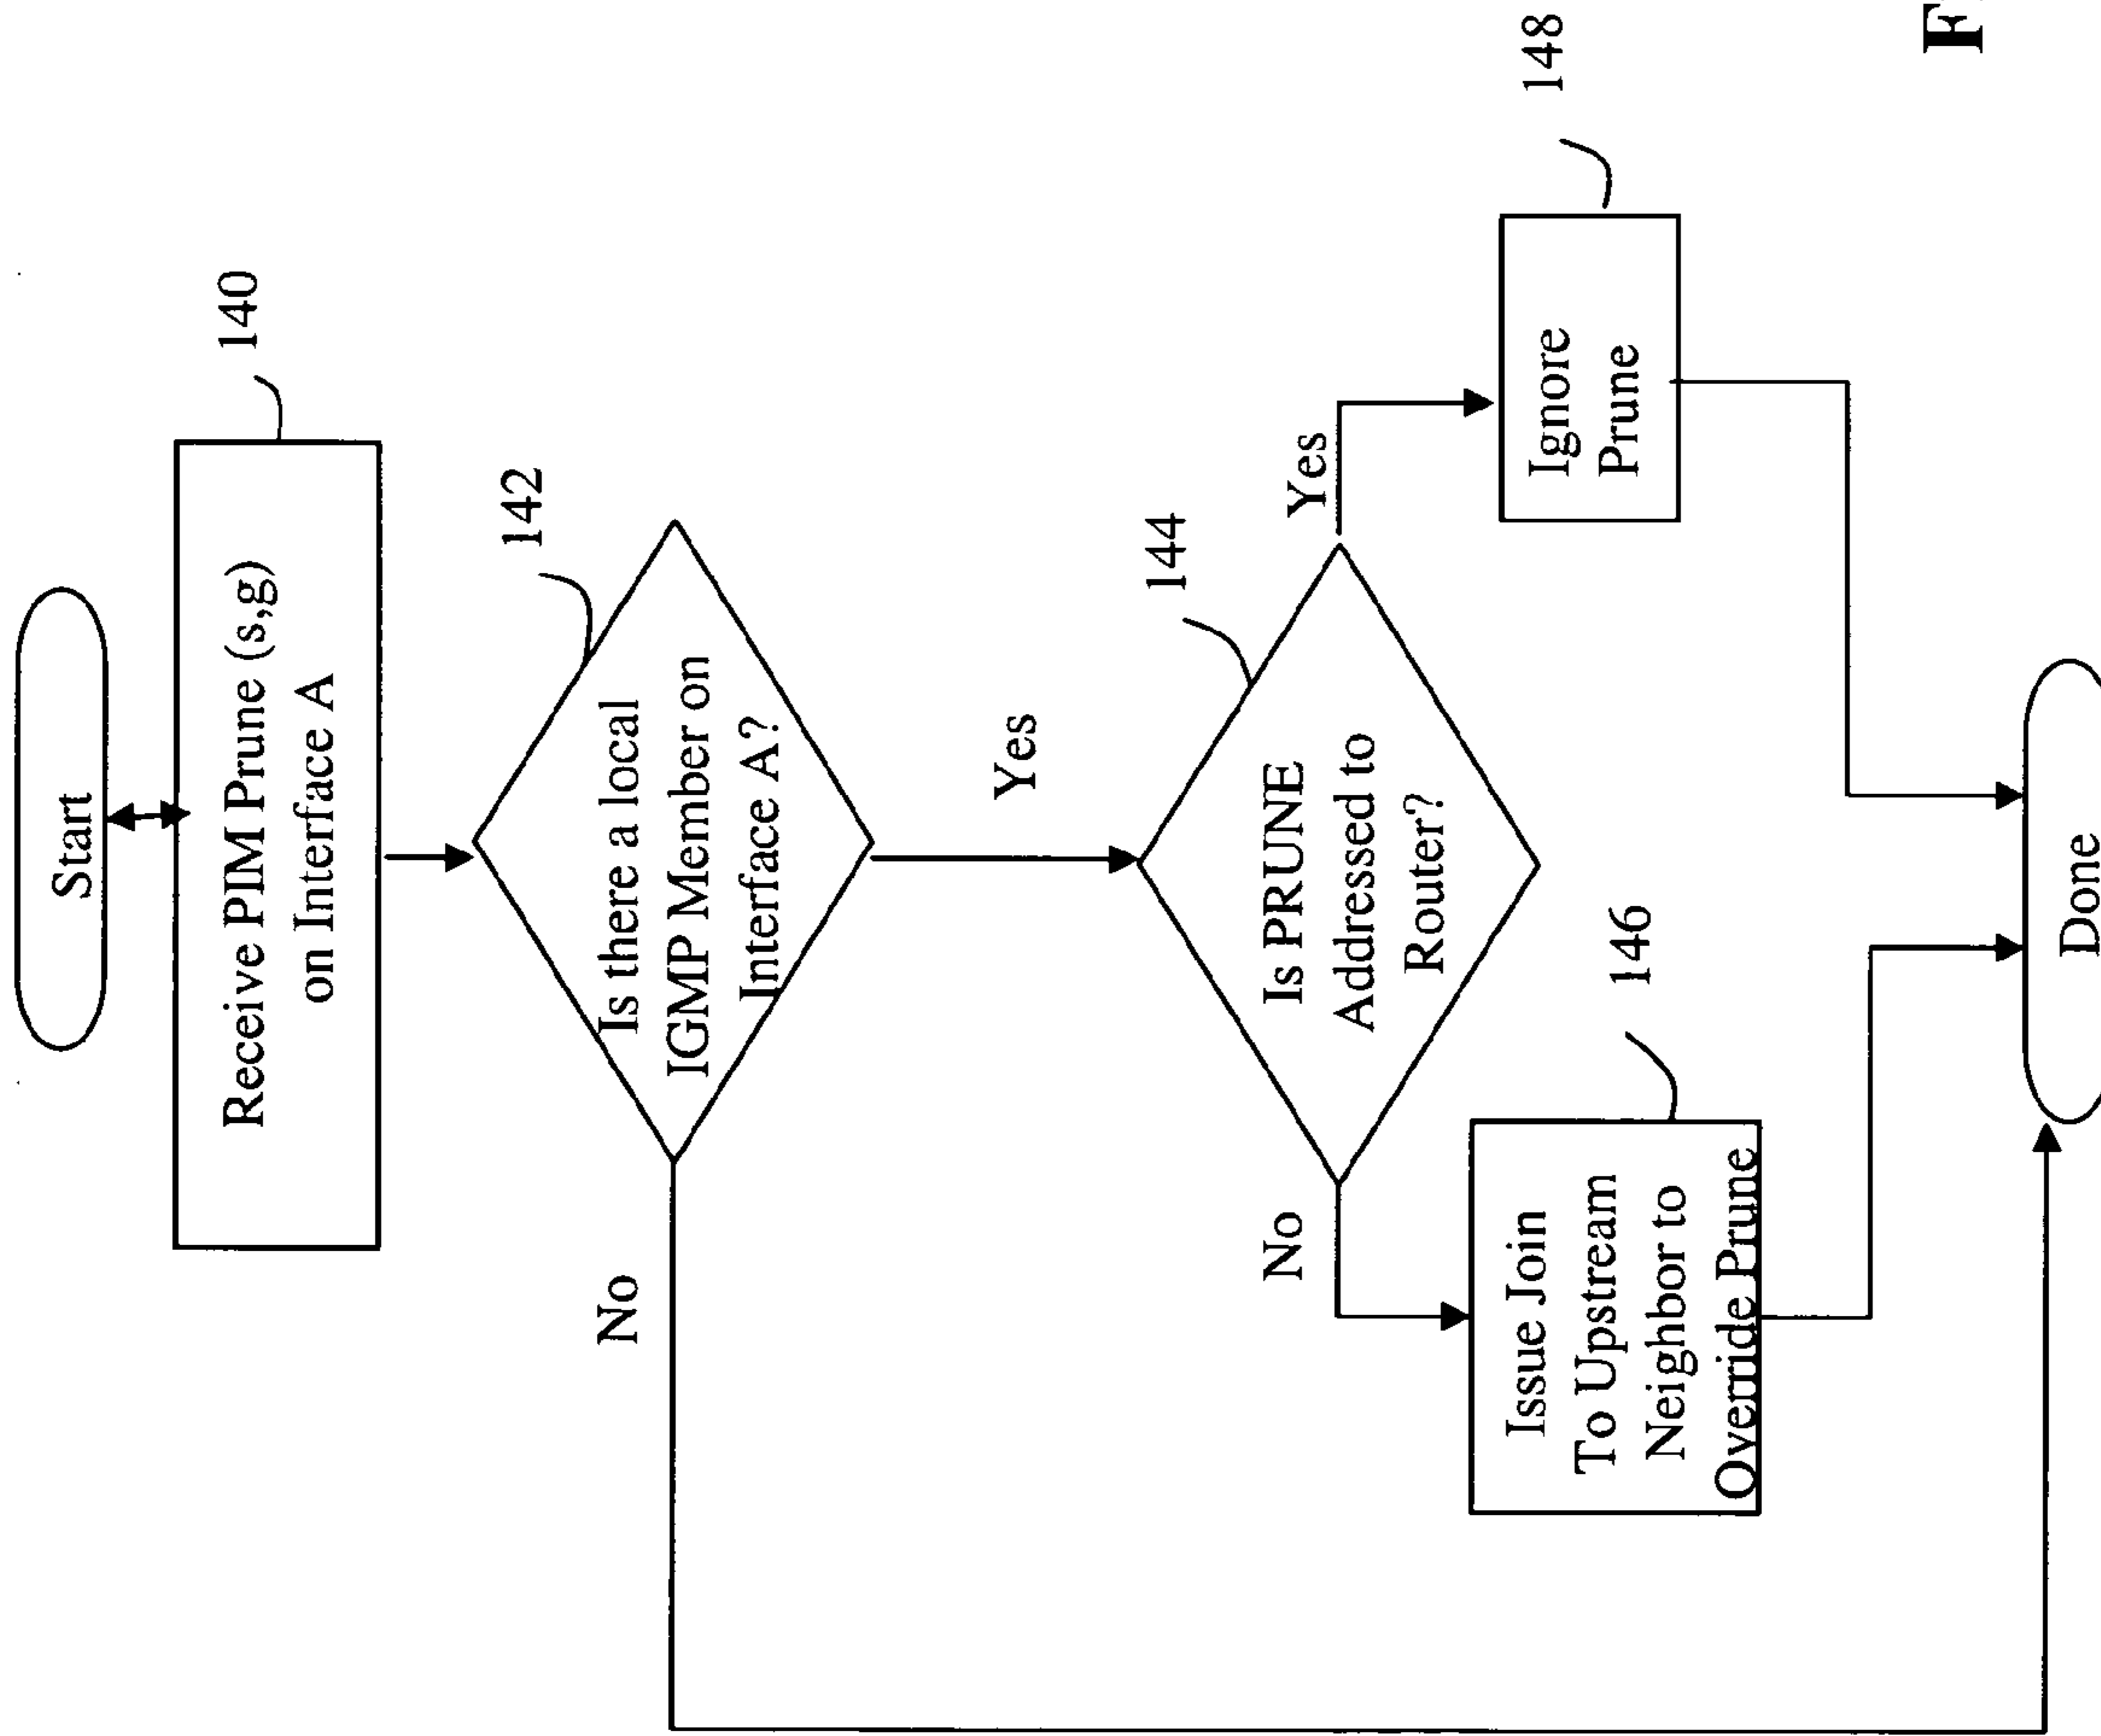 Start
140
Receive PIM Prune (s,g)
on Interface A
142
Is there a local
IGMP Member on
Interface A?
No
Yes
144
Is PRUNE
Addressed to
Router?
No
Yes
146
Issue Join
To Upstream
Neighbor to
Override Prune
148
Ignore
Prune
Done
F